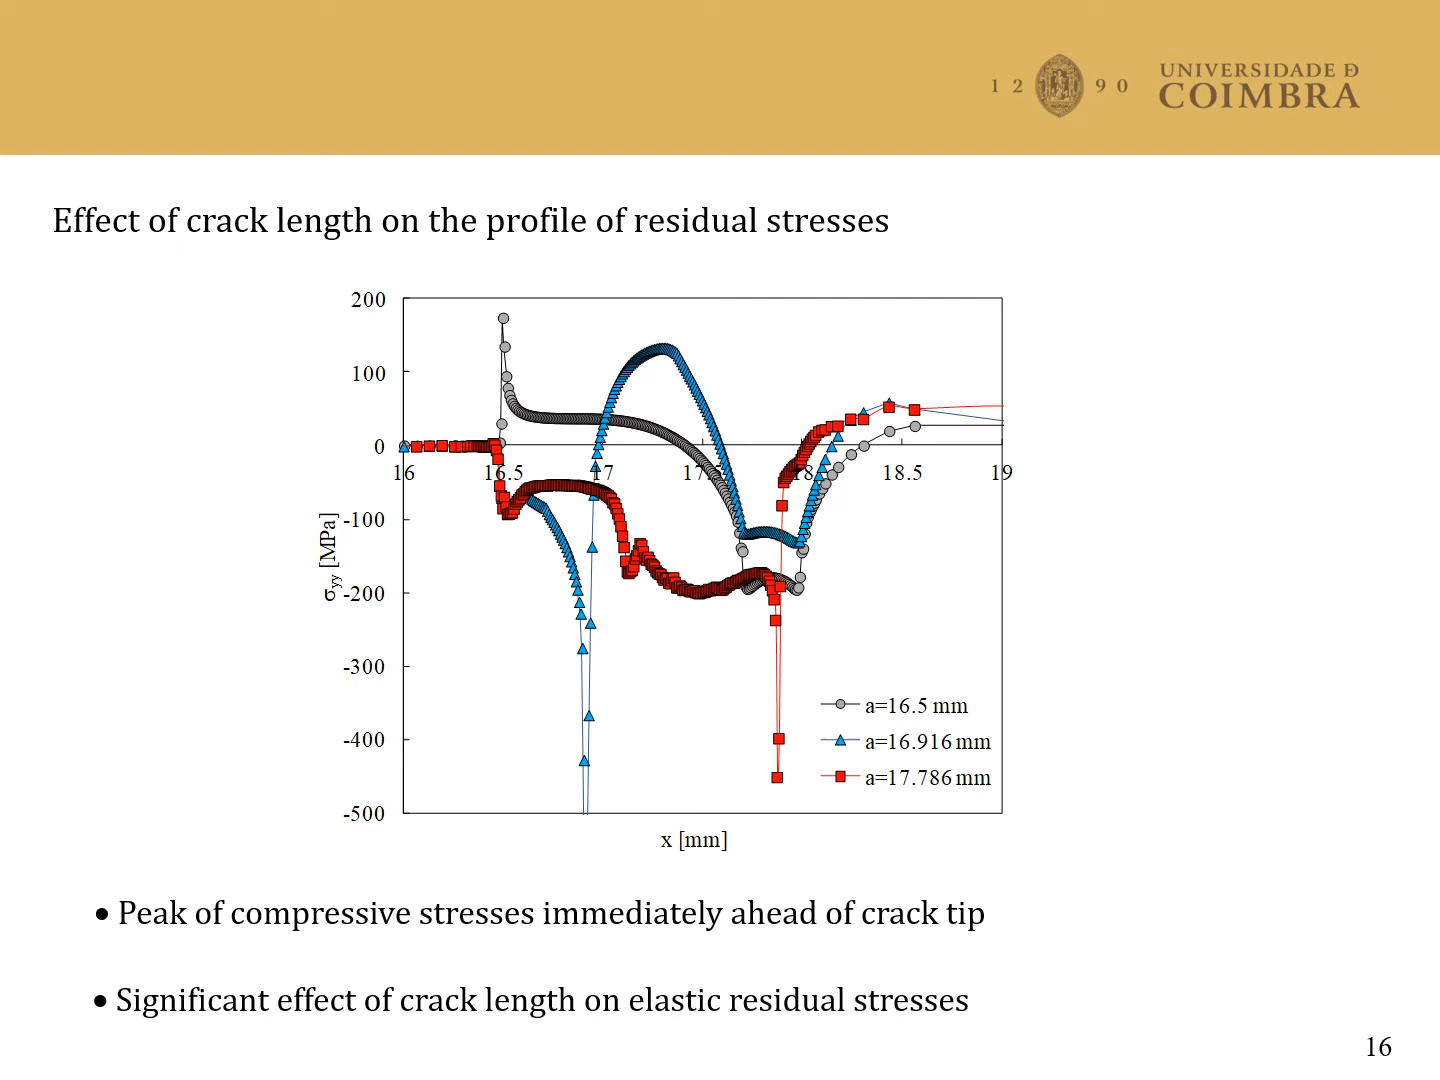 1 2 9 0
UNIVERSIDADE Ð
COIMBRA
Effect of crack length on the profile of residual stresses
200
100
0
16 16.5 17 17.5 18 18.5 19
-100
-200
-300
-400
-500
σyy [MPa]
a=16.5 mm
a=16.916 mm
a=17.786 mm
x [mm]
• Peak of compressive stresses immediately ahead of crack tip
• Significant effect of crack length on elastic residual stresses
16